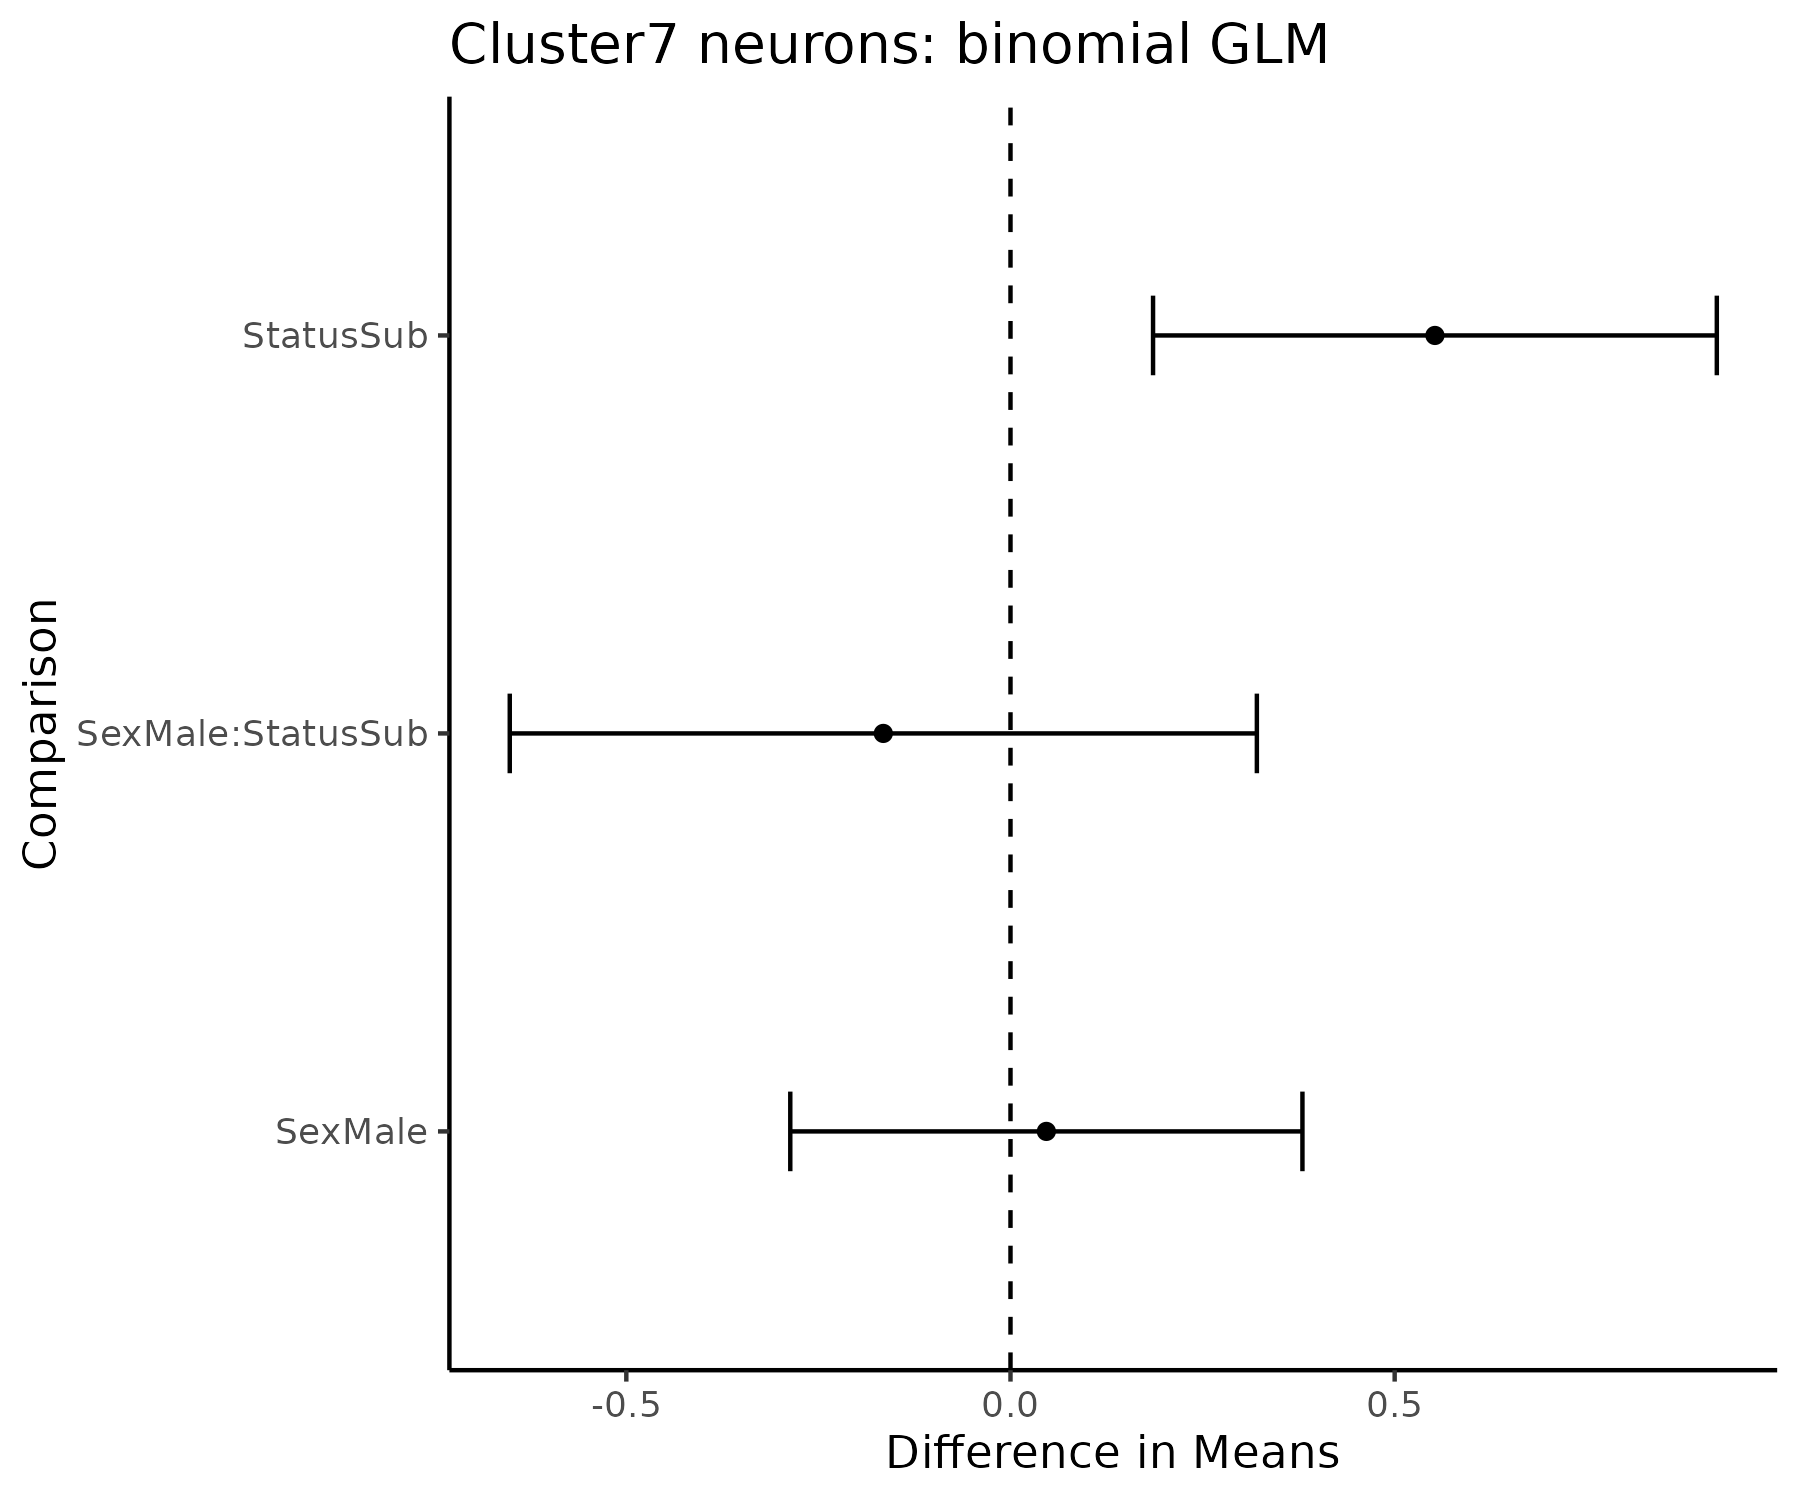 Cluster7 neurons: binomial GLM
StatusSub
SexMale:StatusSub
SexMale
Comparison
-0.5
0.0
0.5
Difference in Means